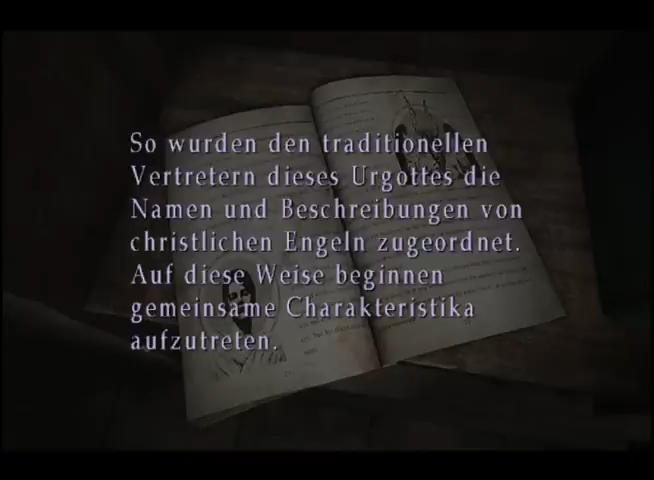 So wurden den traditionellen
Vertretern dieses Urgottes die
Namen und Beschreibungen von
christlichen Engeln zugeordnet.
Auf diese Weise beginnen
gemeinsame Charakteristika
aufzutreten.